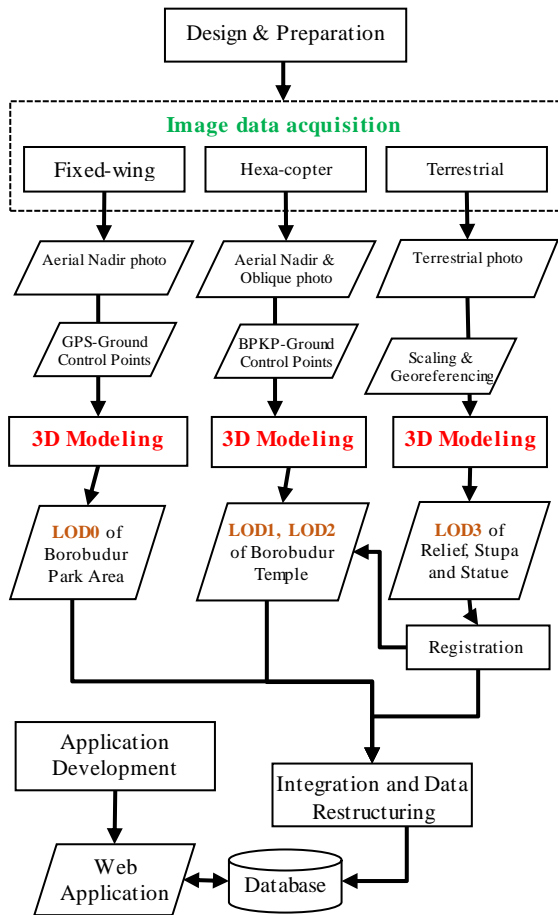 Design & Preparation
Image data acquisition
Fixed-wing
Hexa-copter
Terrestrial
Aerial Nadir photo
Aerial Nadir &
Oblique photo
Terrestrial photo
GPS-Ground
Control Points
BPKP-Ground
Control Points
Scaling &
Georeferencing
3D Modeling
3D Modeling
3D Modeling
LOD0 of
Borobudur
Park Area
LOD1, LOD2
of Borobudur
Temple
LOD3 of
Relief, Stupa
and Statue
Registration
Application
Development
Integration and Data
Restructuring
Web
Application
Database